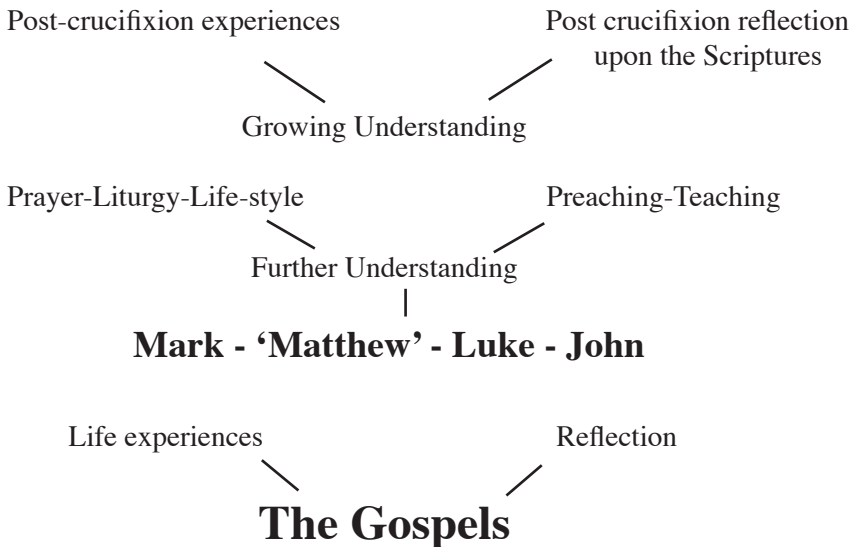 Post-crucifixion experiences
Post crucifixion reflection
upon the Scriptures
Growing Understanding
Prayer-Liturgy-Life-style
Preaching-Teaching
Further Understanding
Mark - ‘Matthew’ - Luke - John
Life experiences
Reflection
The Gospels